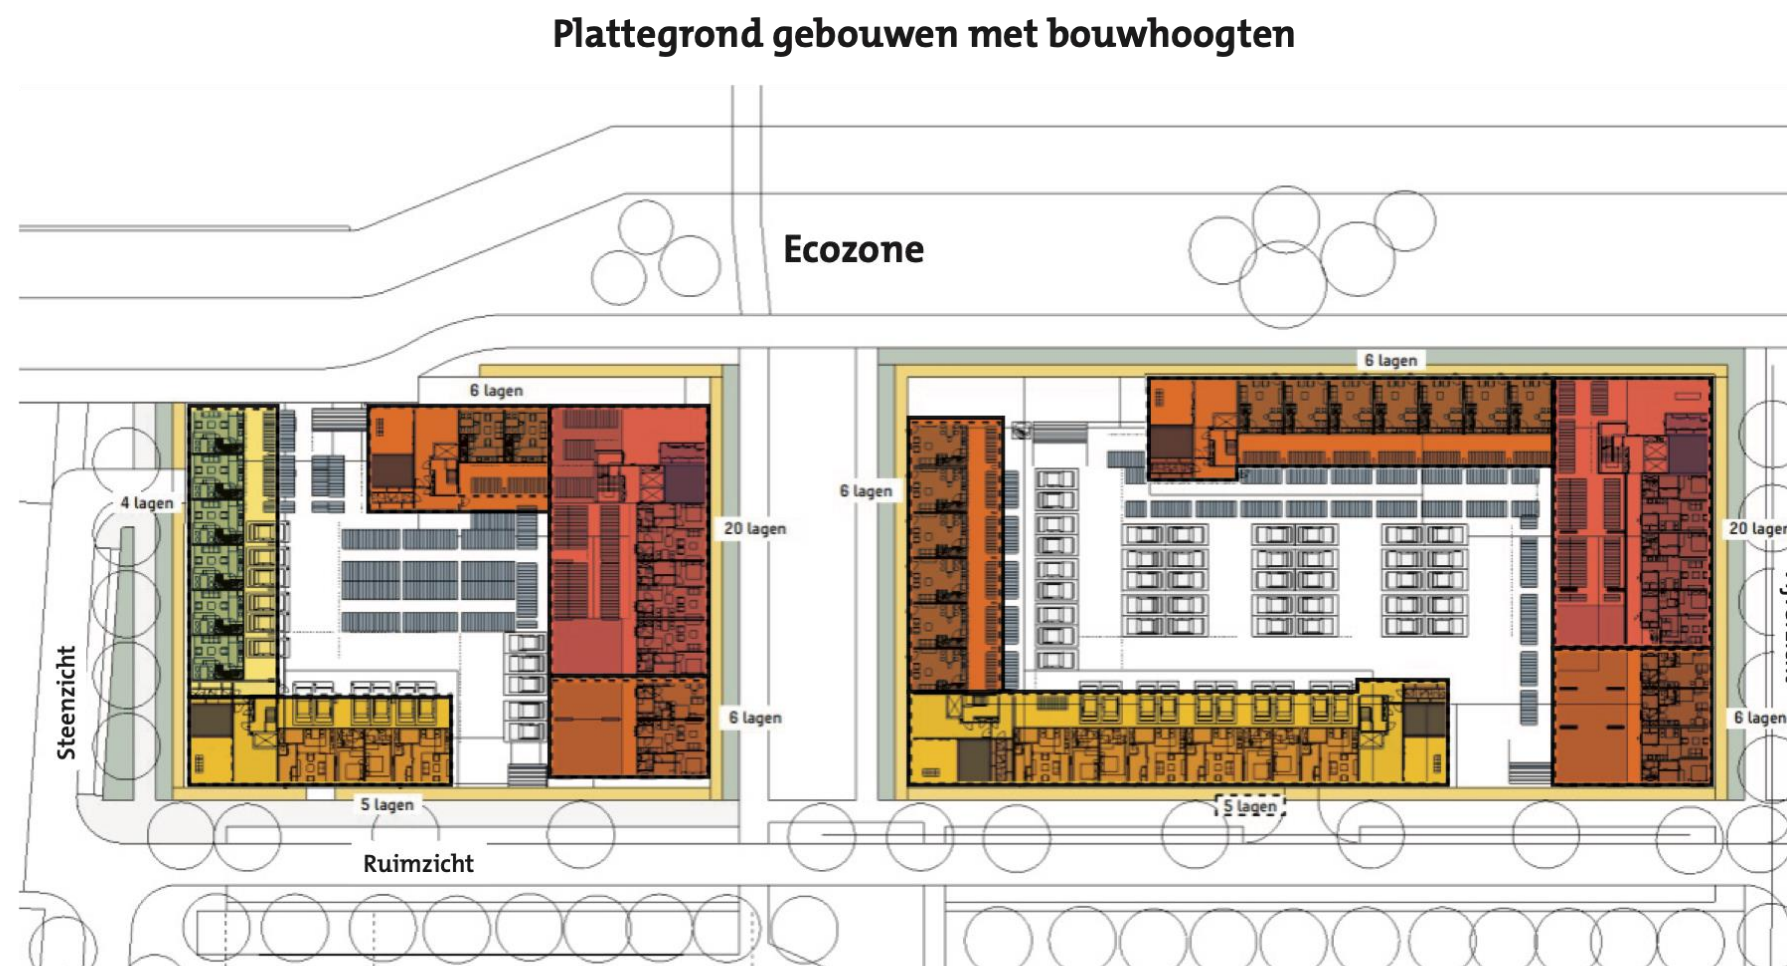 Plattegrond gebouwen met bouwhoogten
Ecozone
6 lagen
6 lagen
4 lagen
6 lagen
20 lagen
20 lagen
Steenzicht
6 lagen
6 lagen
5 lagen
5 lagen
Ruimzicht